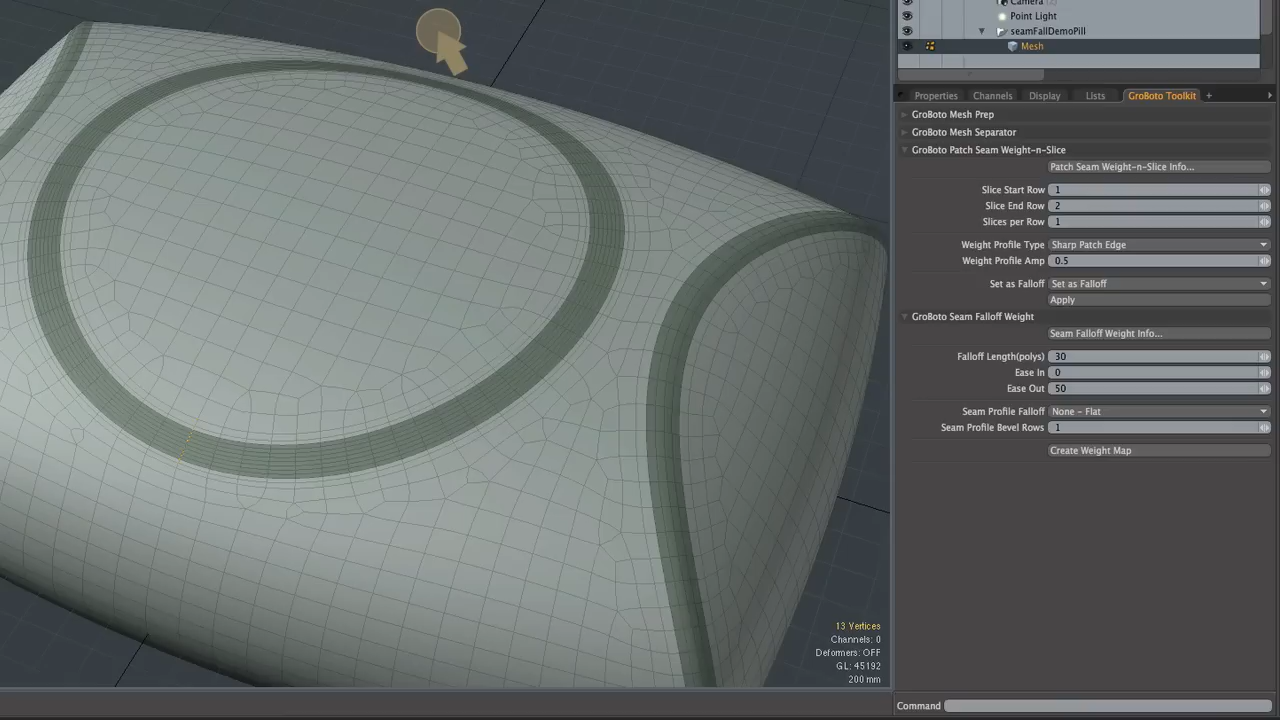 Camera (2)
Point Light
seamFallDemoPill
Mesh
Properties Channels Display Lists GroBoto Toolkit +
GroBoto Mesh Prep
GroBoto Mesh Separator
GroBoto Patch Seam Weight-n-Slice
Patch Seam Weight-n-Slice Info...
Slice Start Row 1
Slice End Row 2
Slices per Row 1
Weight Profile Type Sharp Patch Edge
Weight Profile Amp 0.5
Set as Falloff Set as Falloff
Apply
GroBoto Seam Falloff Weight
Seam Falloff Weight Info...
Falloff Length(polys) 30
Ease In 0
Ease Out 50
Seam Profile Falloff None - Flat
Seam Profile Bevel Rows 1
Create Weight Map
13 Vertices
Channels: 0
Deformers: OFF
GL: 45192
200 mm
Command